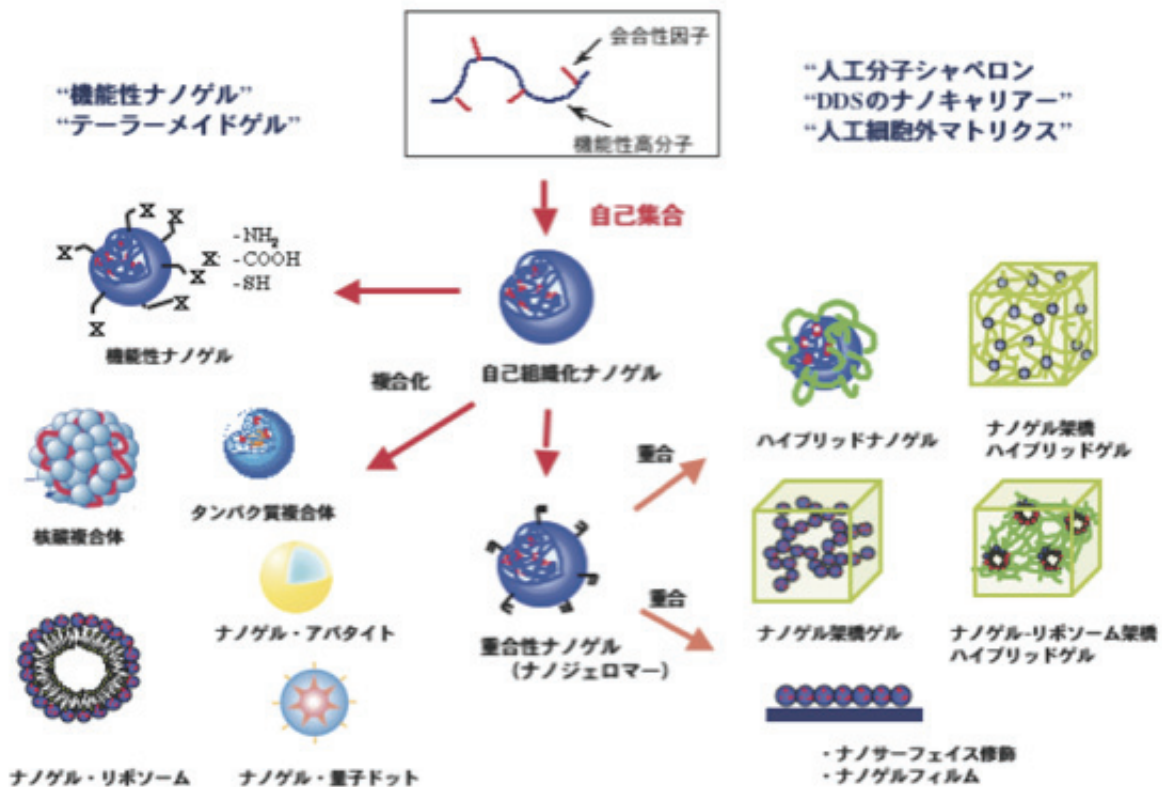 会合性因子
機能性高分子
“機能性ナノゲル”
“テーラーメイドゲル”
“人工分子シャペロン
“DDSのナノキャリアー”
“人工細胞外マトリクス”
自己集合
X
X
X
X
X
X
X
X: -NH2
-COOH
-SH
機能性ナノゲル
自己組織化ナノゲル
複合化
核酸複合体
タンパク質複合体
ナノゲル・アパタイト
ナノゲル・リポソーム
ナノゲル・量子ドット
重合性ナノゲル
（ナノジェロマー）
重合
重合
ハイブリッドナノゲル
ナノゲル架橋
ハイブリッドゲル
ナノゲル架橋ゲル
ナノゲル-リポソーム架橋
ハイブリッドゲル
・ナノサーフェイス修飾
・ナノゲルフィルム